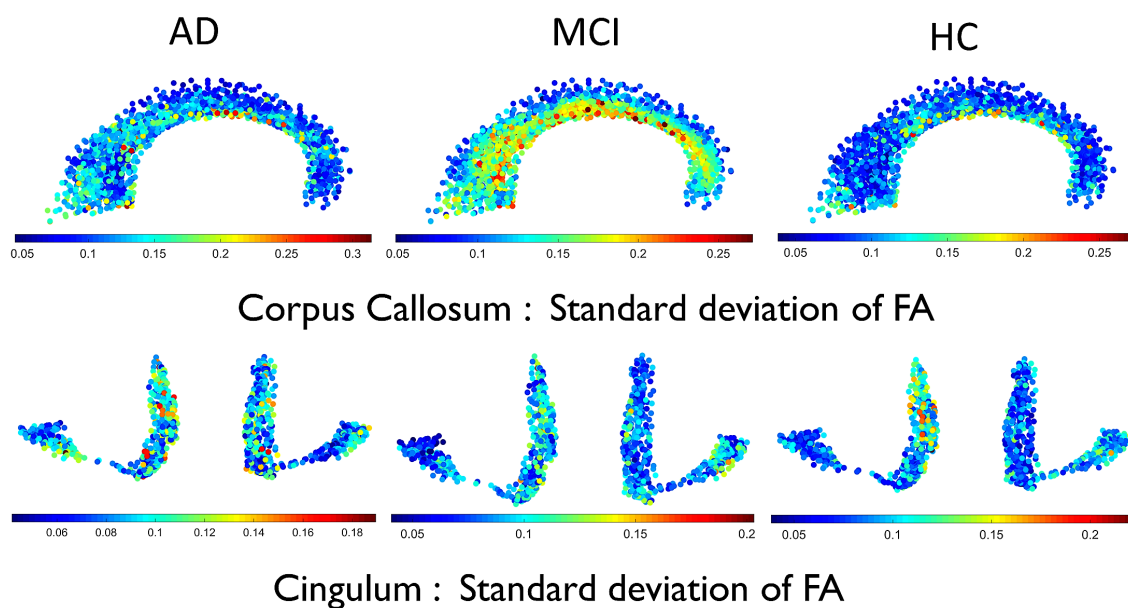 AD MCI HC
0.05 0.1 0.15 0.2 0.25 0.3 0.05 0.1 0.15 0.2 0.25 0.05 0.1 0.15 0.2 0.25
Corpus Callosum : Standard deviation of FA
0.06 0.08 0.1 0.12 0.14 0.16 0.18 0.05 0.1 0.15 0.2 0.05 0.1 0.15 0.2
Cingulum : Standard deviation of FA